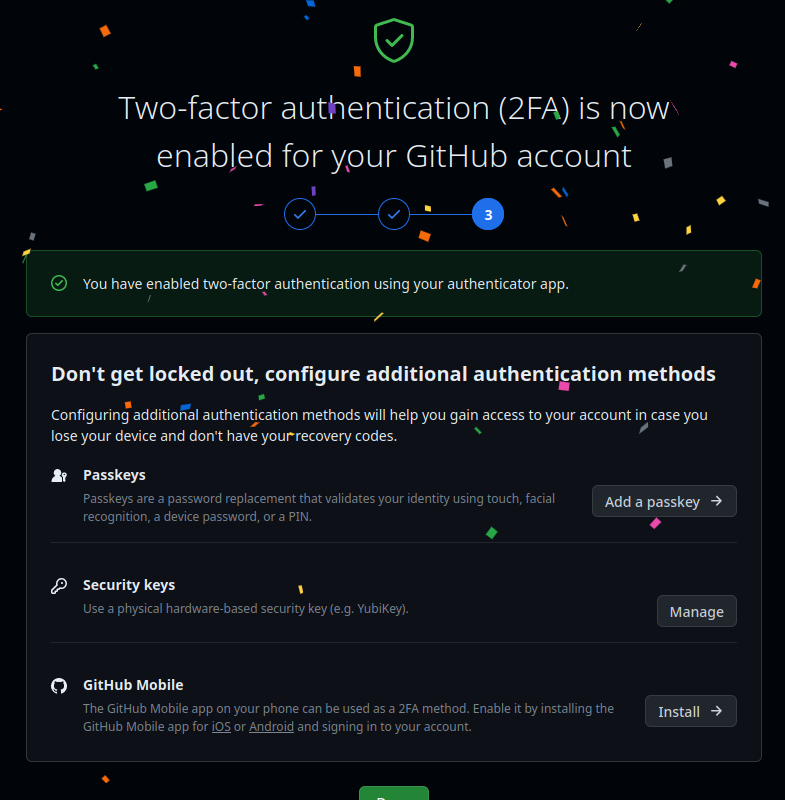 Two-factor authentication (2FA) is now
enabled for your GitHub account
3
You have enabled two-factor authentication using your authenticator app.
Don't get locked out, configure additional authentication methods
Configuring additional authentication methods will help you gain access to your account in case you
lose your device and don't have your recovery codes.
Passkeys
Passkeys are a password replacement that validates your identity using touch, facial
recognition, a device password, or a PIN.
Add a passkey
Security keys
Use a physical hardware-based security key (e.g. YubiKey).
Manage
GitHub Mobile
The GitHub Mobile app on your phone can be used as a 2FA method. Enable it by installing the
GitHub Mobile app for iOS or Android and signing in to your account.
Install